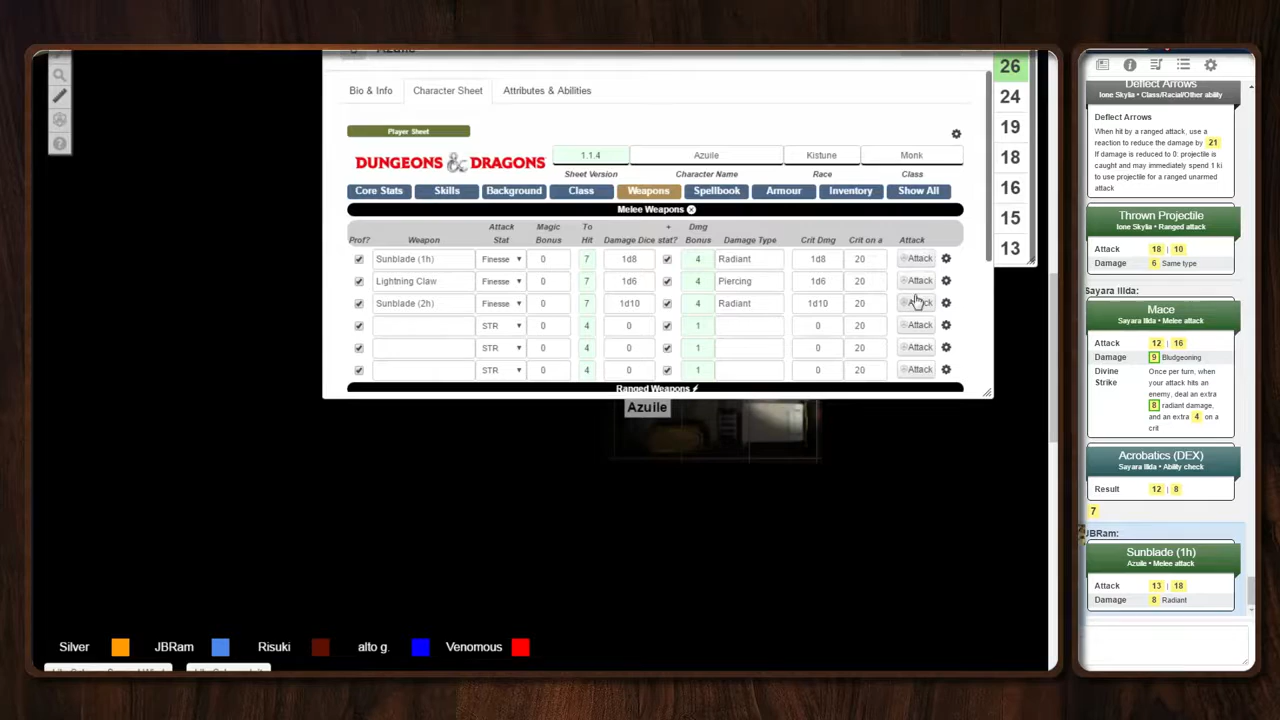 Azuile
Bio & Info
Character Sheet
Attributes & Abilities
Player Sheet
DUNGEONS & DRAGONS
1.1.4
Azuile
Kistune
Monk
Sheet Version
Character Name
Race
Class
Core Stats
Skills
Background
Class
Weapons
Spellbook
Armour
Inventory
Show All
Melee Weapons
Prof? Weapon Attack Stat Magic Bonus To Hit Damage Dice + stat? Dmg Bonus Damage Type Crit Dmg Crit on a Attack
Sunblade (1h) Finesse 0 7 1d8 4 Radiant 1d8 20 Attack
Lightning Claw Finesse 0 7 1d6 4 Piercing 1d6 20 Attack
Sunblade (2h) Finesse 0 7 1d10 4 Radiant 1d10 20 Attack
STR 0 4 0 1 0 20 Attack
STR 0 4 0 1 0 20 Attack
STR 0 4 0 1 0 20 Attack
Ranged Weapons
Azuile
26
24
19
18
16
15
13
Silver
JBRam
Risuki
alto g.
Venomous
Deflect Arrows
Ione Skylia • Class/Racial/Other ability
Deflect Arrows
When hit by a ranged attack, use a
reaction to reduce the damage by 21
If damage is reduced to 0: projectile is
caught and may immediately spend 1 ki
to use projectile for a ranged unarmed
attack
Thrown Projectile
Ione Skylia • Ranged attack
Attack 18 | 10
Damage 6 Same type
Sayara Illda:
Mace
Sayara Illda • Melee attack
Attack 12 | 16
Damage 9 Bludgeoning
Divine Strike Once per turn, when
your attack hits an
enemy, deal an extra
8 radiant damage,
and an extra 4 on a
crit
Acrobatics (DEX)
Sayara Illda • Ability check
Result 12 | 8
7
JBRam:
Sunblade (1h)
Azuile • Melee attack
Attack 13 | 18
Damage 8 Radiant